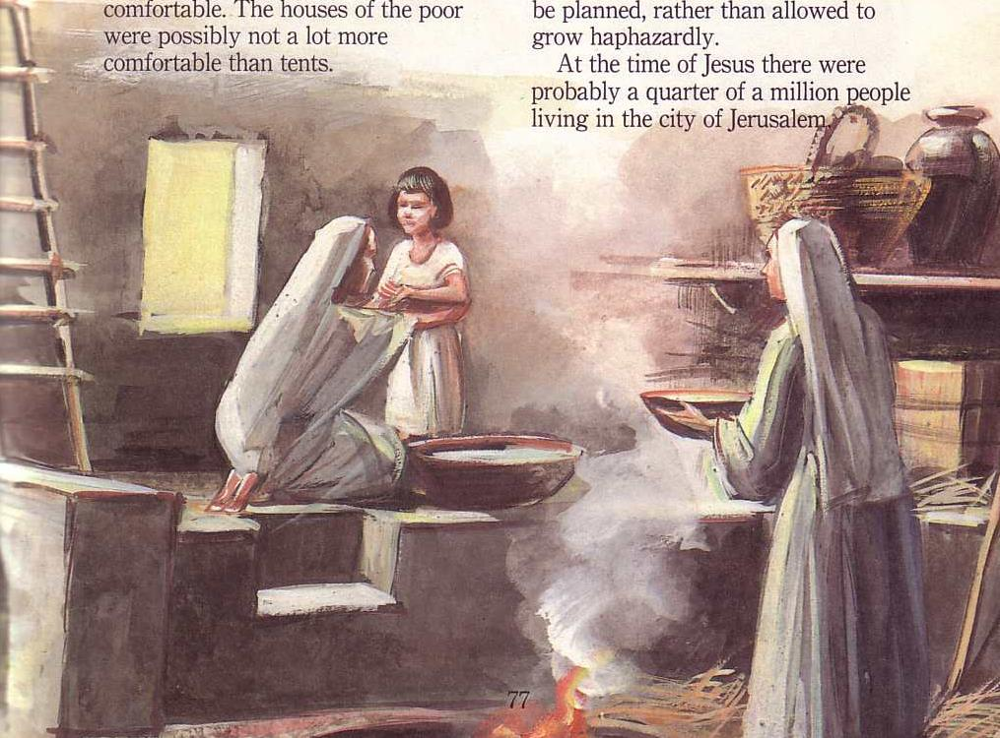 comfortable. The houses of the poor
were possibly not a lot more
comfortable than tents.
be planned, rather than allowed to
grow haphazardly.
At the time of Jesus there were
probably a quarter of a million people
living in the city of Jerusalem.
77